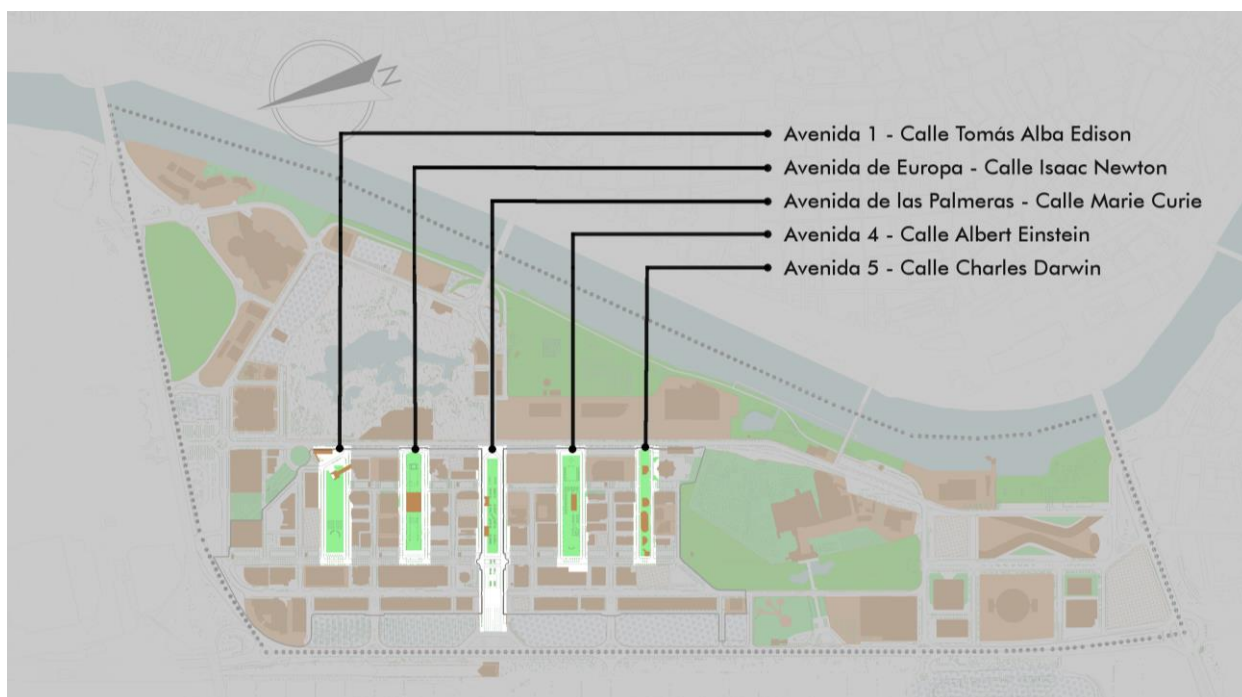 N
Avenida 1 - Calle Tomás Alba Edison
Avenida de Europa - Calle Isaac Newton
Avenida de las Palmeras - Calle Marie Curie
Avenida 4 - Calle Albert Einstein
Avenida 5 - Calle Charles Darwin